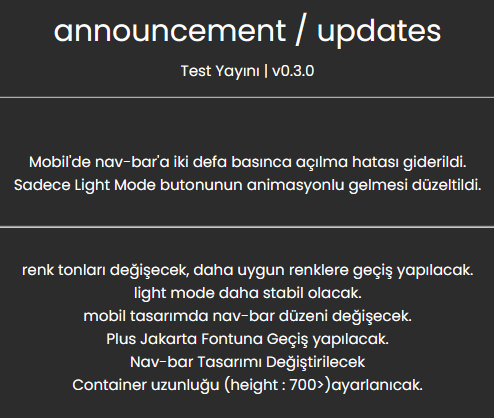 announcement / updates
Test Yayını | v0.3.0
Mobil'de nav-bar'a iki defa basınca açılma hatası giderildi.
Sadece Light Mode butonunun animasyonlu gelmesi düzeltildi.
renk tonları değişecek, daha uygun renklere geçiş yapılacak.
light mode daha stabil olacak.
mobil tasarımda nav-bar düzeni değişecek.
Plus Jakarta Fontuna Geçiş yapılacak.
Nav-bar Tasarımı Değiştirilecek
Container uzunluğu (height : 700>)ayarlanıcak.